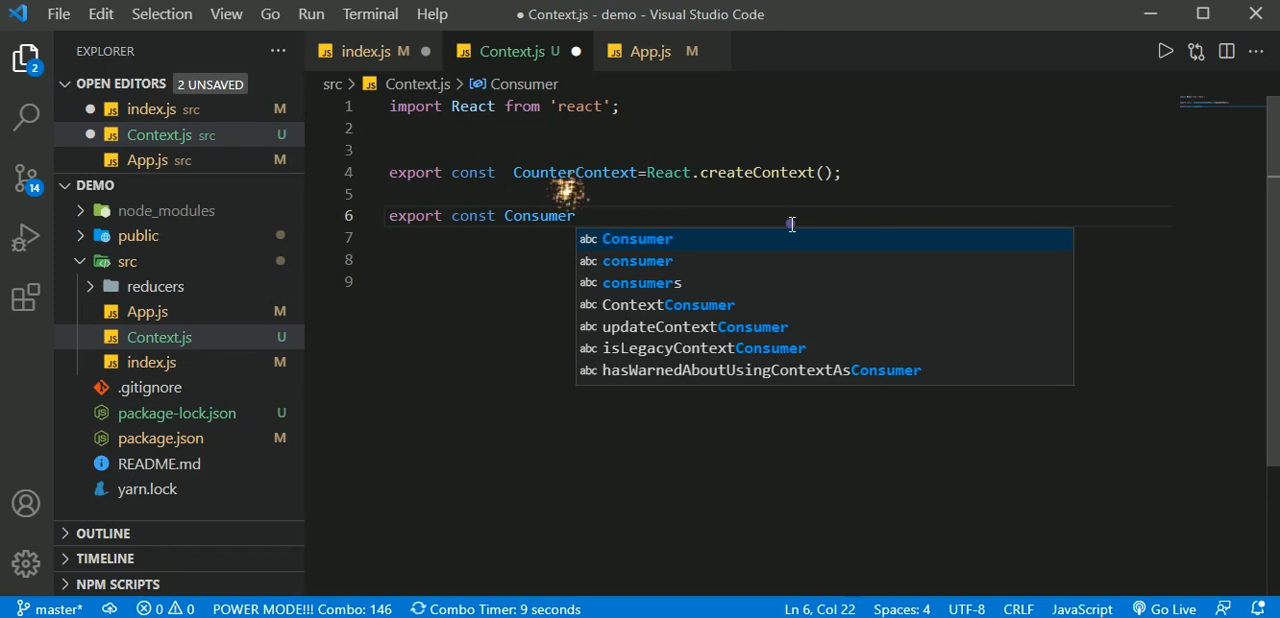 File Edit Selection View Go Run Terminal Help ● Context.js - demo - Visual Studio Code
EXPLORER ...
index.js M ● Context.js U ● App.js M
OPEN EDITORS 2 UNSAVED
src > Context.js > Consumer
index.js src M
Context.js src U
App.js src M
DEMO
node_modules
public
src
reducers
App.js M
Context.js U
index.js M
.gitignore
package-lock.json U
package.json M
README.md
yarn.lock
OUTLINE
TIMELINE
NPM SCRIPTS
2
14
1 import React from 'react';
2
3
4 export const  CounterContext=React.createContext();
5
6 export const Consumer
7
8
9
abc Consumer
abc consumer
abc consumers
abc ContextConsumer
abc updateContextConsumer
abc isLegacyContextConsumer
abc hasWarnedAboutUsingContextAsConsumer
master* 0 0 POWER MODE!!! Combo: 146 Combo Timer: 9 seconds Ln 6, Col 22 Spaces: 4 UTF-8 CRLF JavaScript Go Live